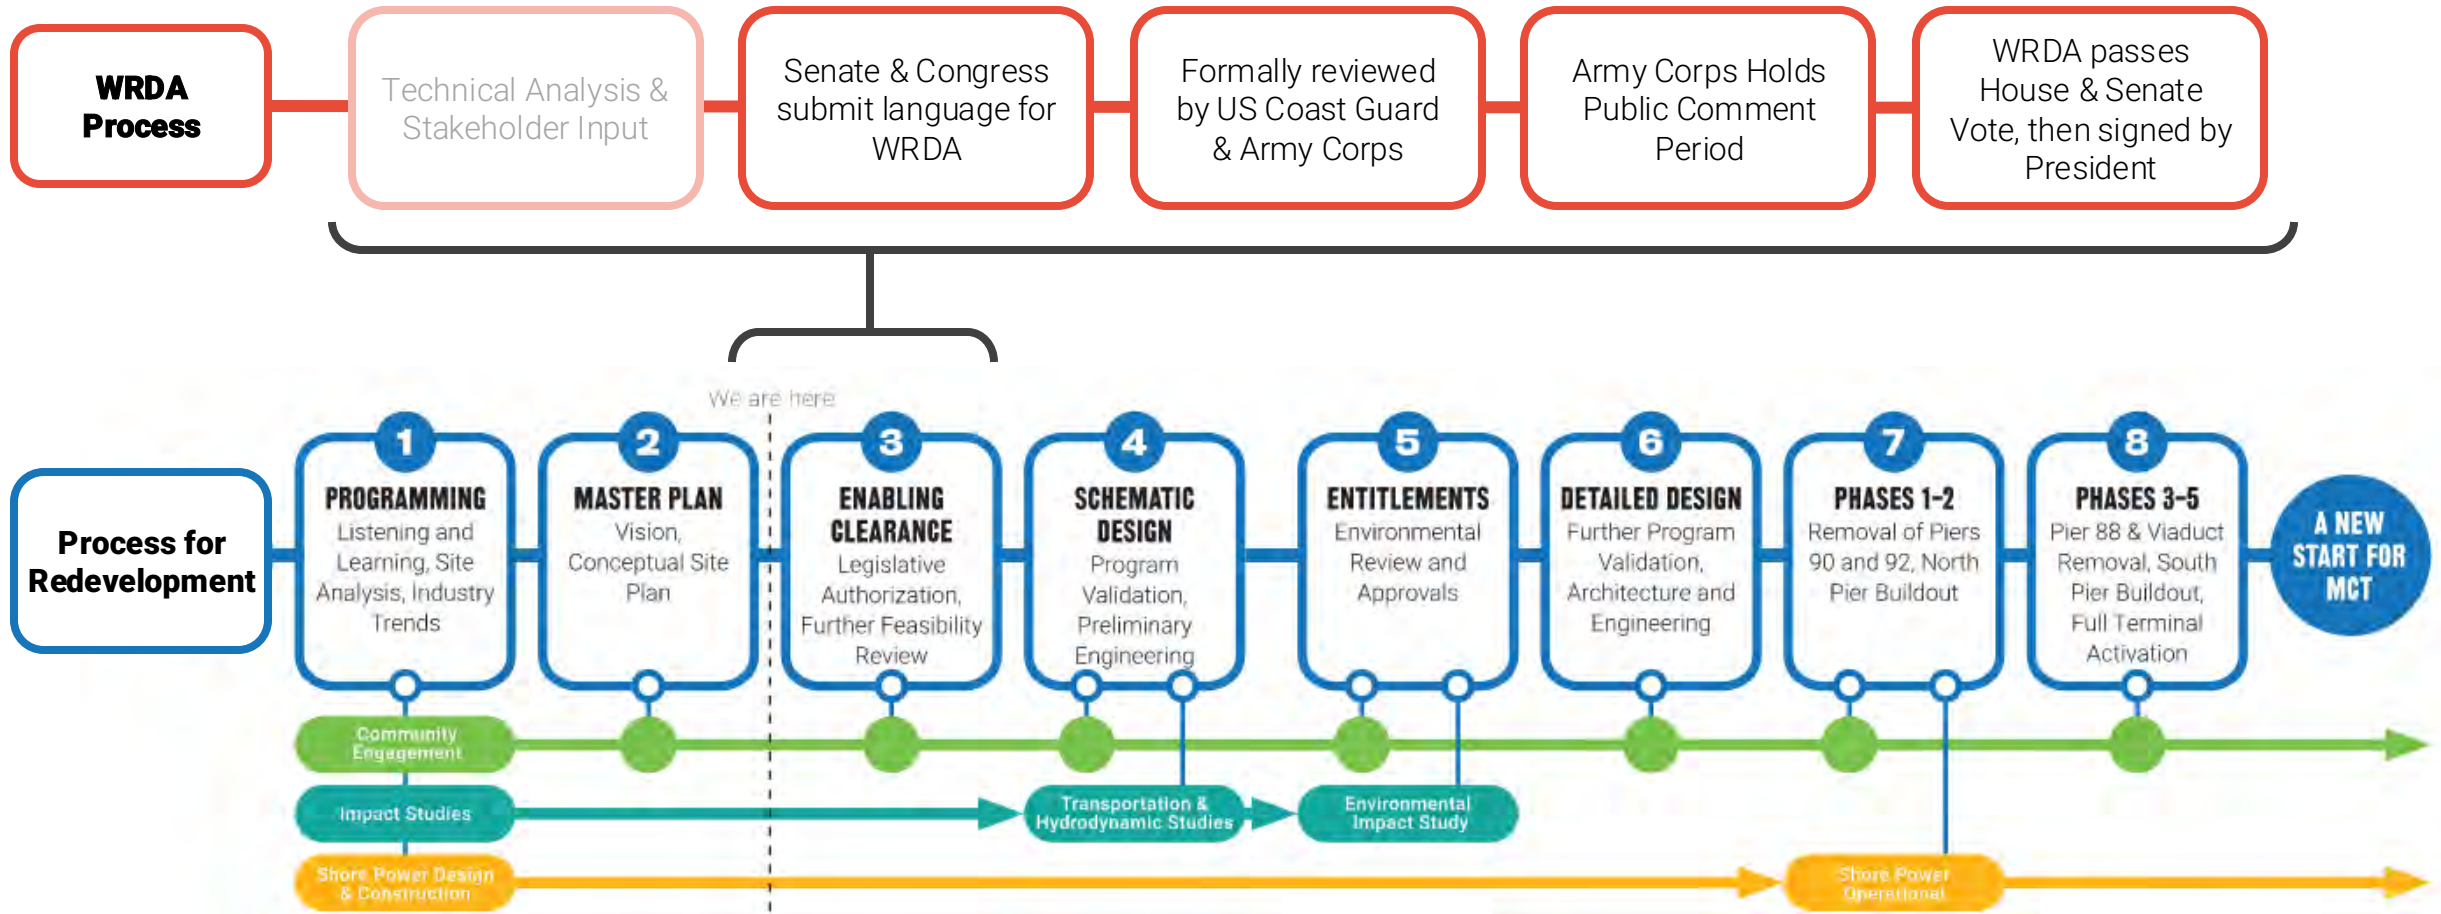 WRDA
Process
Technical Analysis &
Stakeholder Input
Senate & Congress
submit language for
WRDA
Formally reviewed
by US Coast Guard
& Army Corps
Army Corps Holds
Public Comment
Period
WRDA passes
House & Senate
Vote, then signed by
President
We are here
Process for
Redevelopment
1
PROGRAMMING
Listening and
Learning, Site
Analysis, Industry
Trends
2
MASTER PLAN
Vision,
Conceptual Site
Plan
3
ENABLING
CLEARANCE
Legislative
Authorization,
Further Feasibility
Review
4
SCHEMATIC
DESIGN
Program
Validation,
Preliminary
Engineering
5
ENTITLEMENTS
Environmental
Review and
Approvals
6
DETAILED DESIGN
Further Program
Validation,
Architecture and
Engineering
7
PHASES 1–2
Removal of Piers
90 and 92, North
Pier Buildout
8
PHASES 3–5
Pier 88 & Viaduct
Removal, South
Pier Buildout,
Full Terminal
Activation
A NEW
START FOR
MCT
Community
Engagement
Impact Studies
Transportation &
Hydrodynamic Studies
Environmental
Impact Study
Shore Power Design
& Construction
Shore Power
Operational